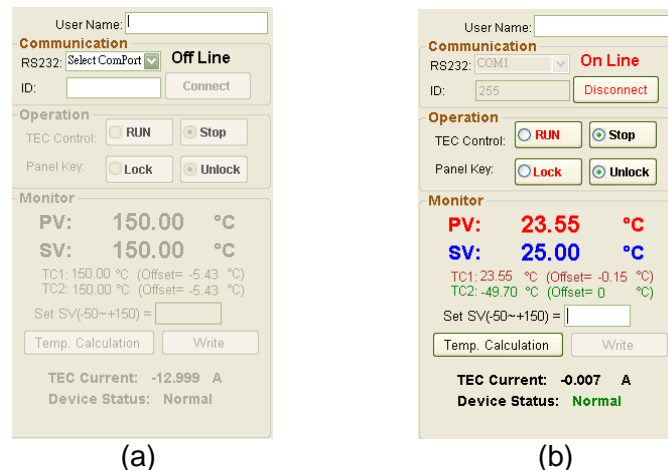 User Name:
Communication
RS232: Select ComPort Off Line
ID: Connect
Operation
TEC Control: RUN Stop
Panel Key: Lock Unlock
Monitor
PV: 150.00 °C
SV: 150.00 °C
TC1: 150.00 °C (Offset= -5.43 °C)
TC2: 150.00 °C (Offset= -5.43 °C)
Set SV(-50~+150) =
Temp. Calculation Write
TEC Current: -12.999 A
Device Status: Normal
(a)
User Name:
Communication
RS232: COM1 On Line
ID: 255 Disconnect
Operation
TEC Control: RUN Stop
Panel Key: Lock Unlock
Monitor
PV: 23.55 °C
SV: 25.00 °C
TC1: 23.55 °C (Offset= -0.15 °C)
TC2: -49.70 °C (Offset= 0 °C)
Set SV(-50~+150) =
Temp. Calculation Write
TEC Current: -0.007 A
Device Status: Normal
(b)